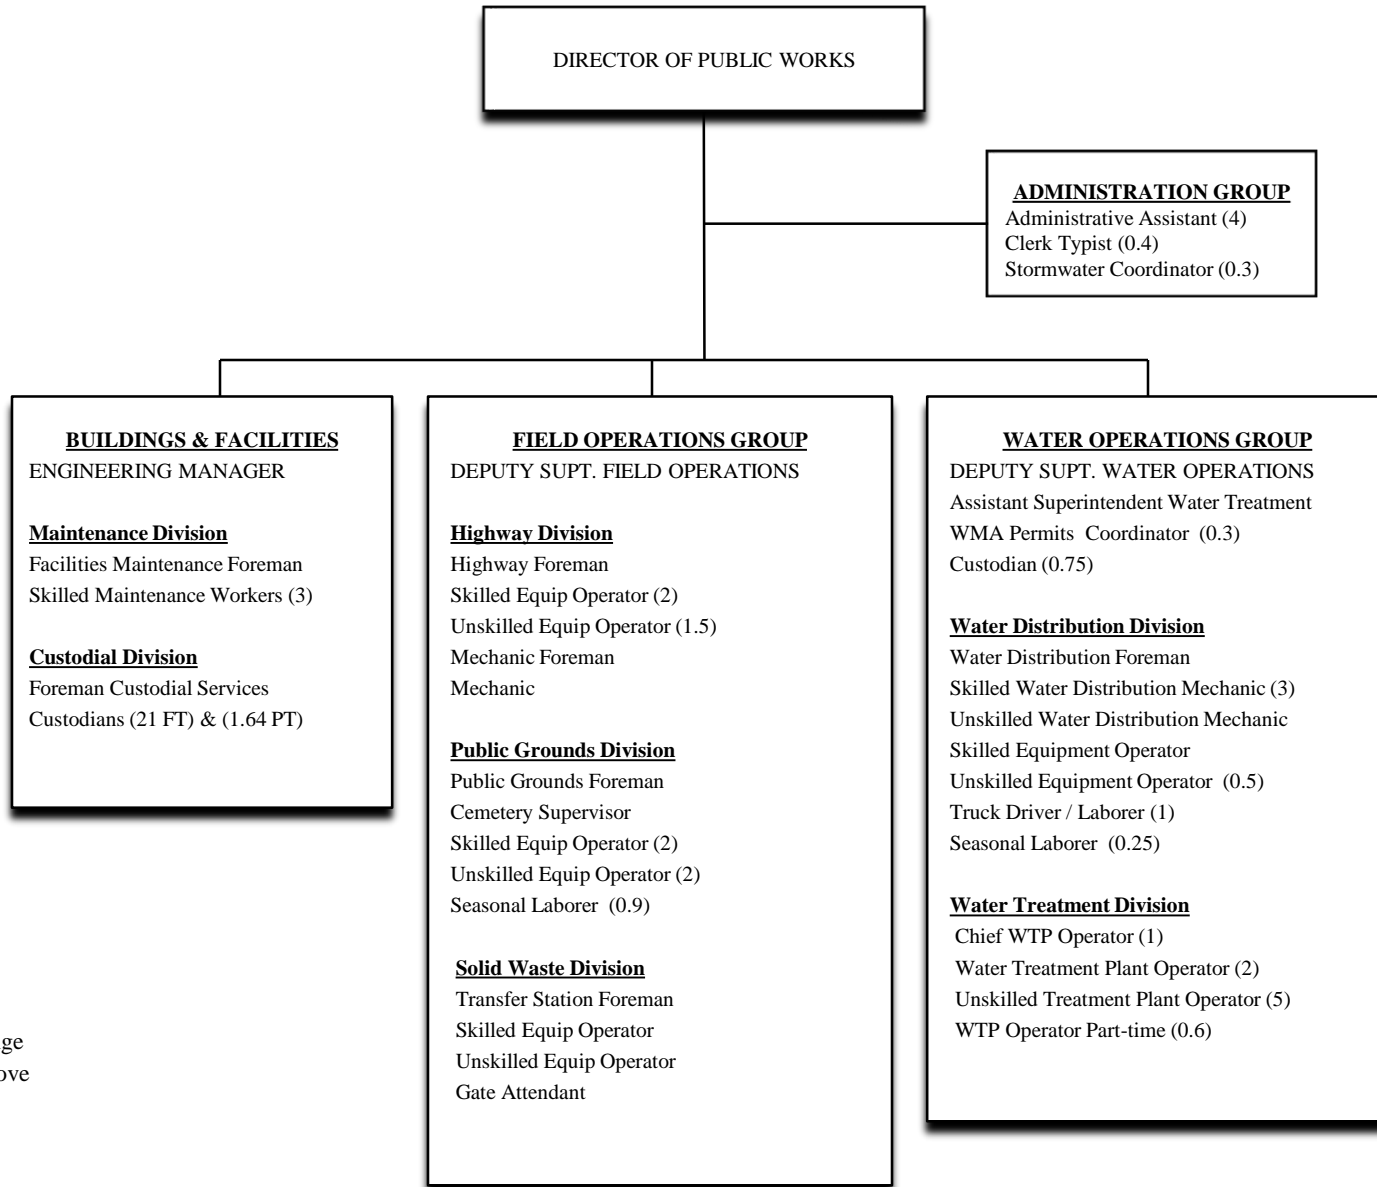 DIRECTOR OF PUBLIC WORKS
ADMINISTRATION GROUP
Administrative Assistant (4)
Clerk Typist (0.4)
Stormwater Coordinator (0.3)
BUILDINGS & FACILITIES
ENGINEERING MANAGER
Maintenance Division
Facilities Maintenance Foreman
Skilled Maintenance Workers (3)
Custodial Division
Foreman Custodial Services
Custodians (21 FT) & (1.64 PT)
FIELD OPERATIONS GROUP
DEPUTY SUPT. FIELD OPERATIONS
Highway Division
Highway Foreman
Skilled Equip Operator (2)
Unskilled Equip Operator (1.5)
Mechanic Foreman
Mechanic
Public Grounds Division
Public Grounds Foreman
Cemetery Supervisor
Skilled Equip Operator (2)
Unskilled Equip Operator (2)
Seasonal Laborer (0.9)
Solid Waste Division
Transfer Station Foreman
Skilled Equip Operator
Unskilled Equip Operator
Gate Attendant
WATER OPERATIONS GROUP
DEPUTY SUPT. WATER OPERATIONS
Assistant Superintendent Water Treatment
WMA Permits Coordinator (0.3)
Custodian (0.75)
Water Distribution Division
Water Distribution Foreman
Skilled Water Distribution Mechanic (3)
Unskilled Water Distribution Mechanic
Skilled Equipment Operator
Unskilled Equipment Operator (0.5)
Truck Driver / Laborer (1)
Seasonal Laborer (0.25)
Water Treatment Division
Chief WTP Operator (1)
Water Treatment Plant Operator (2)
Unskilled Treatment Plant Operator (5)
WTP Operator Part-time (0.6)